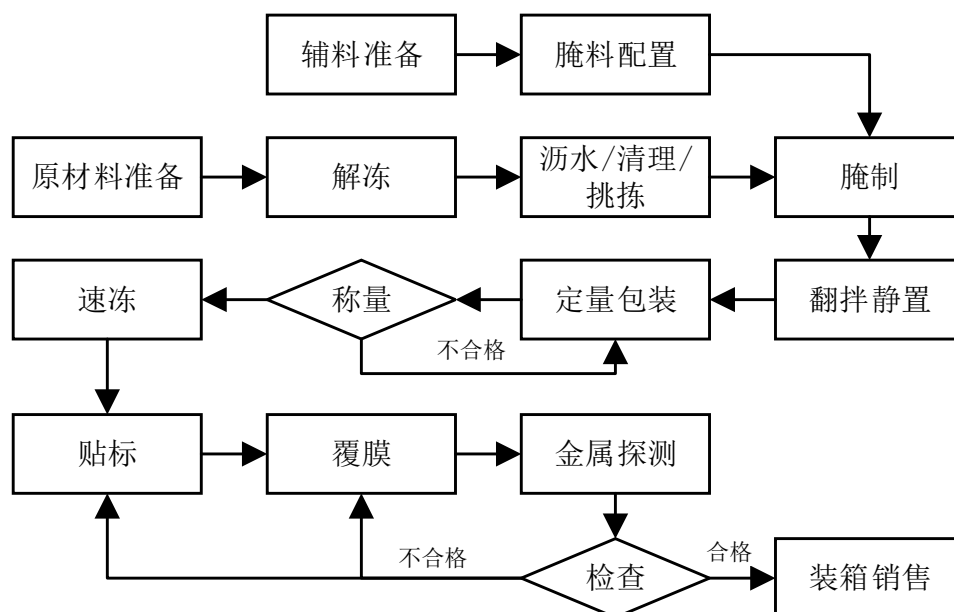 辅料准备
腌料配置
原材料准备
解冻
沥水/清理/
挑拣
腌制
速冻
称量
定量包装
翻拌静置
不合格
贴标
覆膜
金属探测
不合格
检查
合格
装箱销售